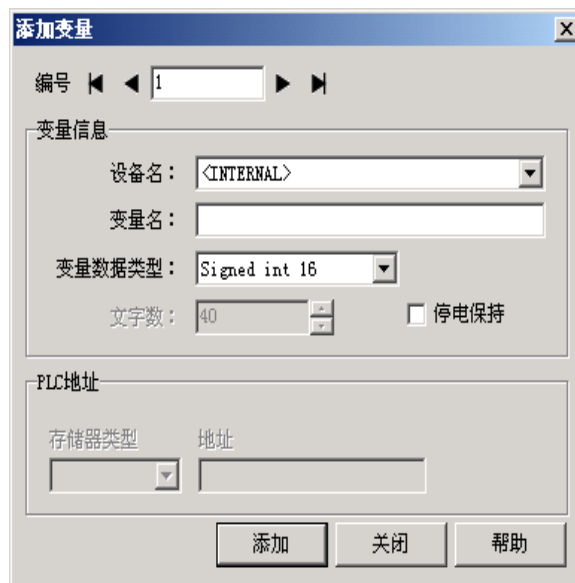 添加变量
编号 1
变量信息
设备名： <INTERNAL>
变量名：
变量数据类型： Signed int 16
文字数： 40 停电保持
PLC地址
存储器类型 地址
添加 关闭 帮助